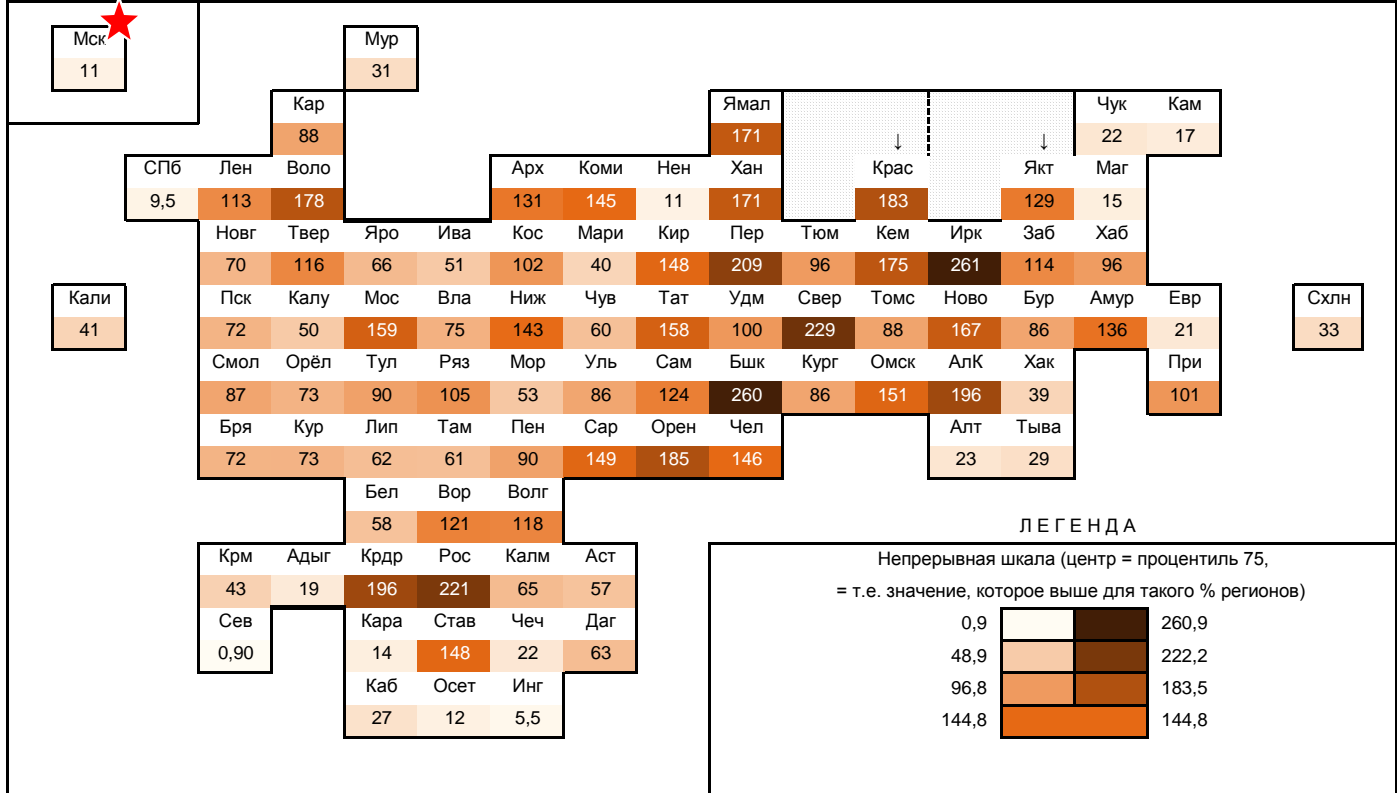 Мск Мур
11 31
Кар Ямал Чук Кам
88 171 ↓ ↓ 22 17
СПб Лен Воло Арх Коми Нен Хан Крас Якт Маг
9,5 113 178 131 145 11 171 183 129 15
Новг Твер Яро Ива Кос Мари Кир Пер Тюм Кем Ирк Заб Хаб
70 116 66 51 102 40 148 209 96 175 261 114 96
Кали Пск Калу Мос Вла Ниж Чув Тат Удм Свер Томс Ново Бур Амур Евр Схлн
41 72 50 159 75 143 60 158 100 229 88 167 86 136 21 33
Смол Орёл Тул Ряз Мор Уль Сам Бшк Кург Омск АлК Хак При
87 73 90 105 53 86 124 260 86 151 196 39 101
Бря Кур Лип Там Пен Сар Орен Чел Алт Тыва
72 73 62 61 90 149 185 146 23 29
Бел Вор Волг
58 121 118
Крм Адыг Крдр Рос Калм Аст
43 19 196 221 65 57
Сев Кара Став Чеч Даг
0,90 14 148 22 63
Каб Осет Инг
27 12 5,5
ЛЕГЕНДА
Непрерывная шкала (центр = процентиль 75,
= т.е. значение, которое выше для такого % регионов)
0,9 260,9
48,9 222,2
96,8 183,5
144,8 144,8